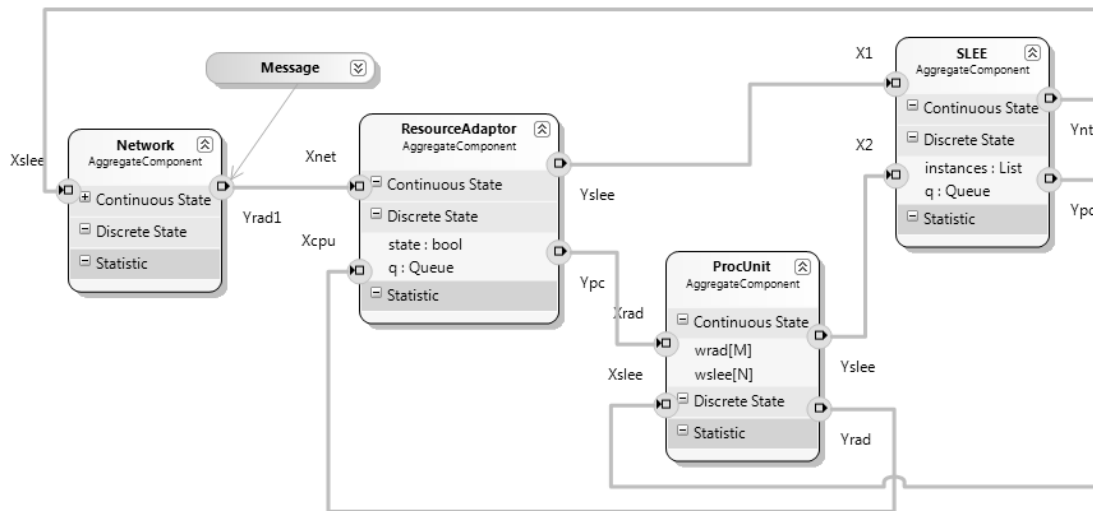 Message
Network
AggregateComponent
Continuous State
Discrete State
Statistic
Xslee
Yrad1
ResourceAdaptor
AggregateComponent
Continuous State
Discrete State
state : bool
q : Queue
Statistic
Xnet
Xcpu
Yslee
Ypc
ProcUnit
AggregateComponent
Continuous State
wrad[M]
wslee[N]
Discrete State
Statistic
Xrad
Xslee
Yslee
Yrad
SLEE
AggregateComponent
Continuous State
Discrete State
instances : List
q : Queue
Statistic
X1
X2
Ynt